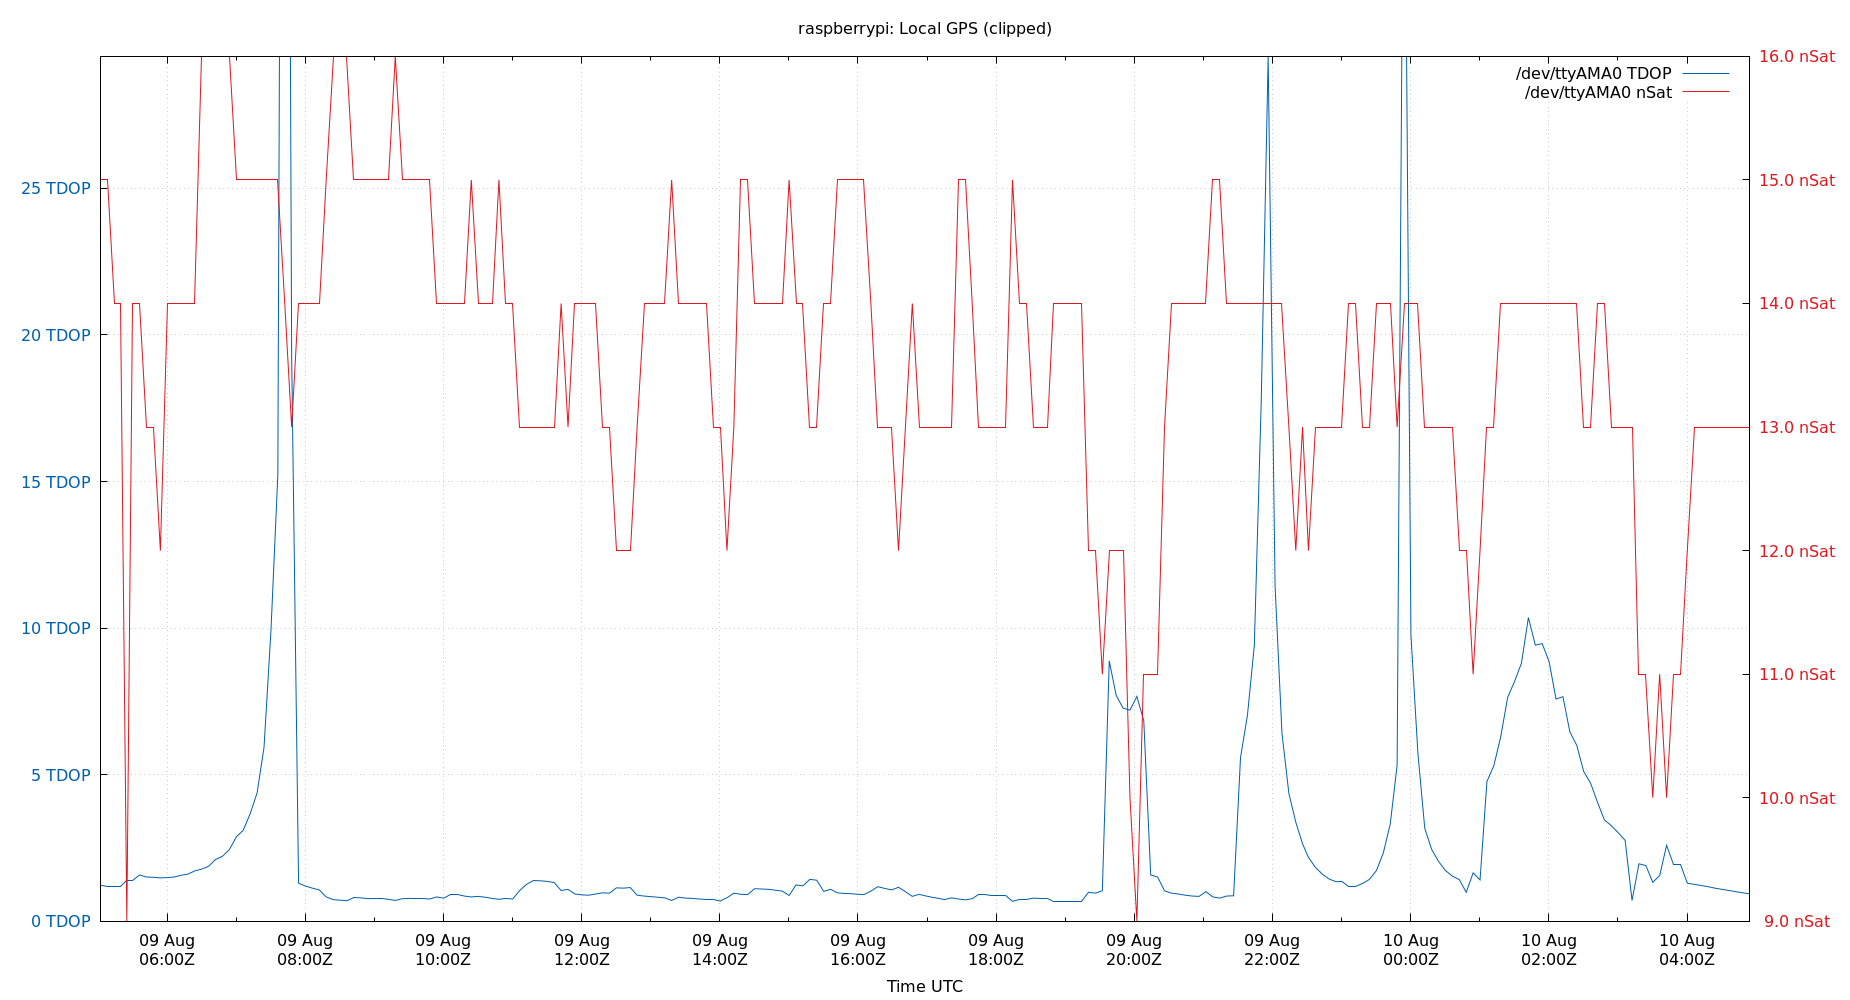 raspberrypi: Local GPS (clipped)
/dev/ttyAMA0 TDOP
/dev/ttyAMA0 nSat
25 TDOP
20 TDOP
15 TDOP
10 TDOP
5 TDOP
0 TDOP
16.0 nSat
15.0 nSat
14.0 nSat
13.0 nSat
12.0 nSat
11.0 nSat
10.0 nSat
9.0 nSat
09 Aug
06:00Z
09 Aug
08:00Z
09 Aug
10:00Z
09 Aug
12:00Z
09 Aug
14:00Z
09 Aug
16:00Z
09 Aug
18:00Z
09 Aug
20:00Z
09 Aug
22:00Z
10 Aug
00:00Z
10 Aug
02:00Z
10 Aug
04:00Z
Time UTC